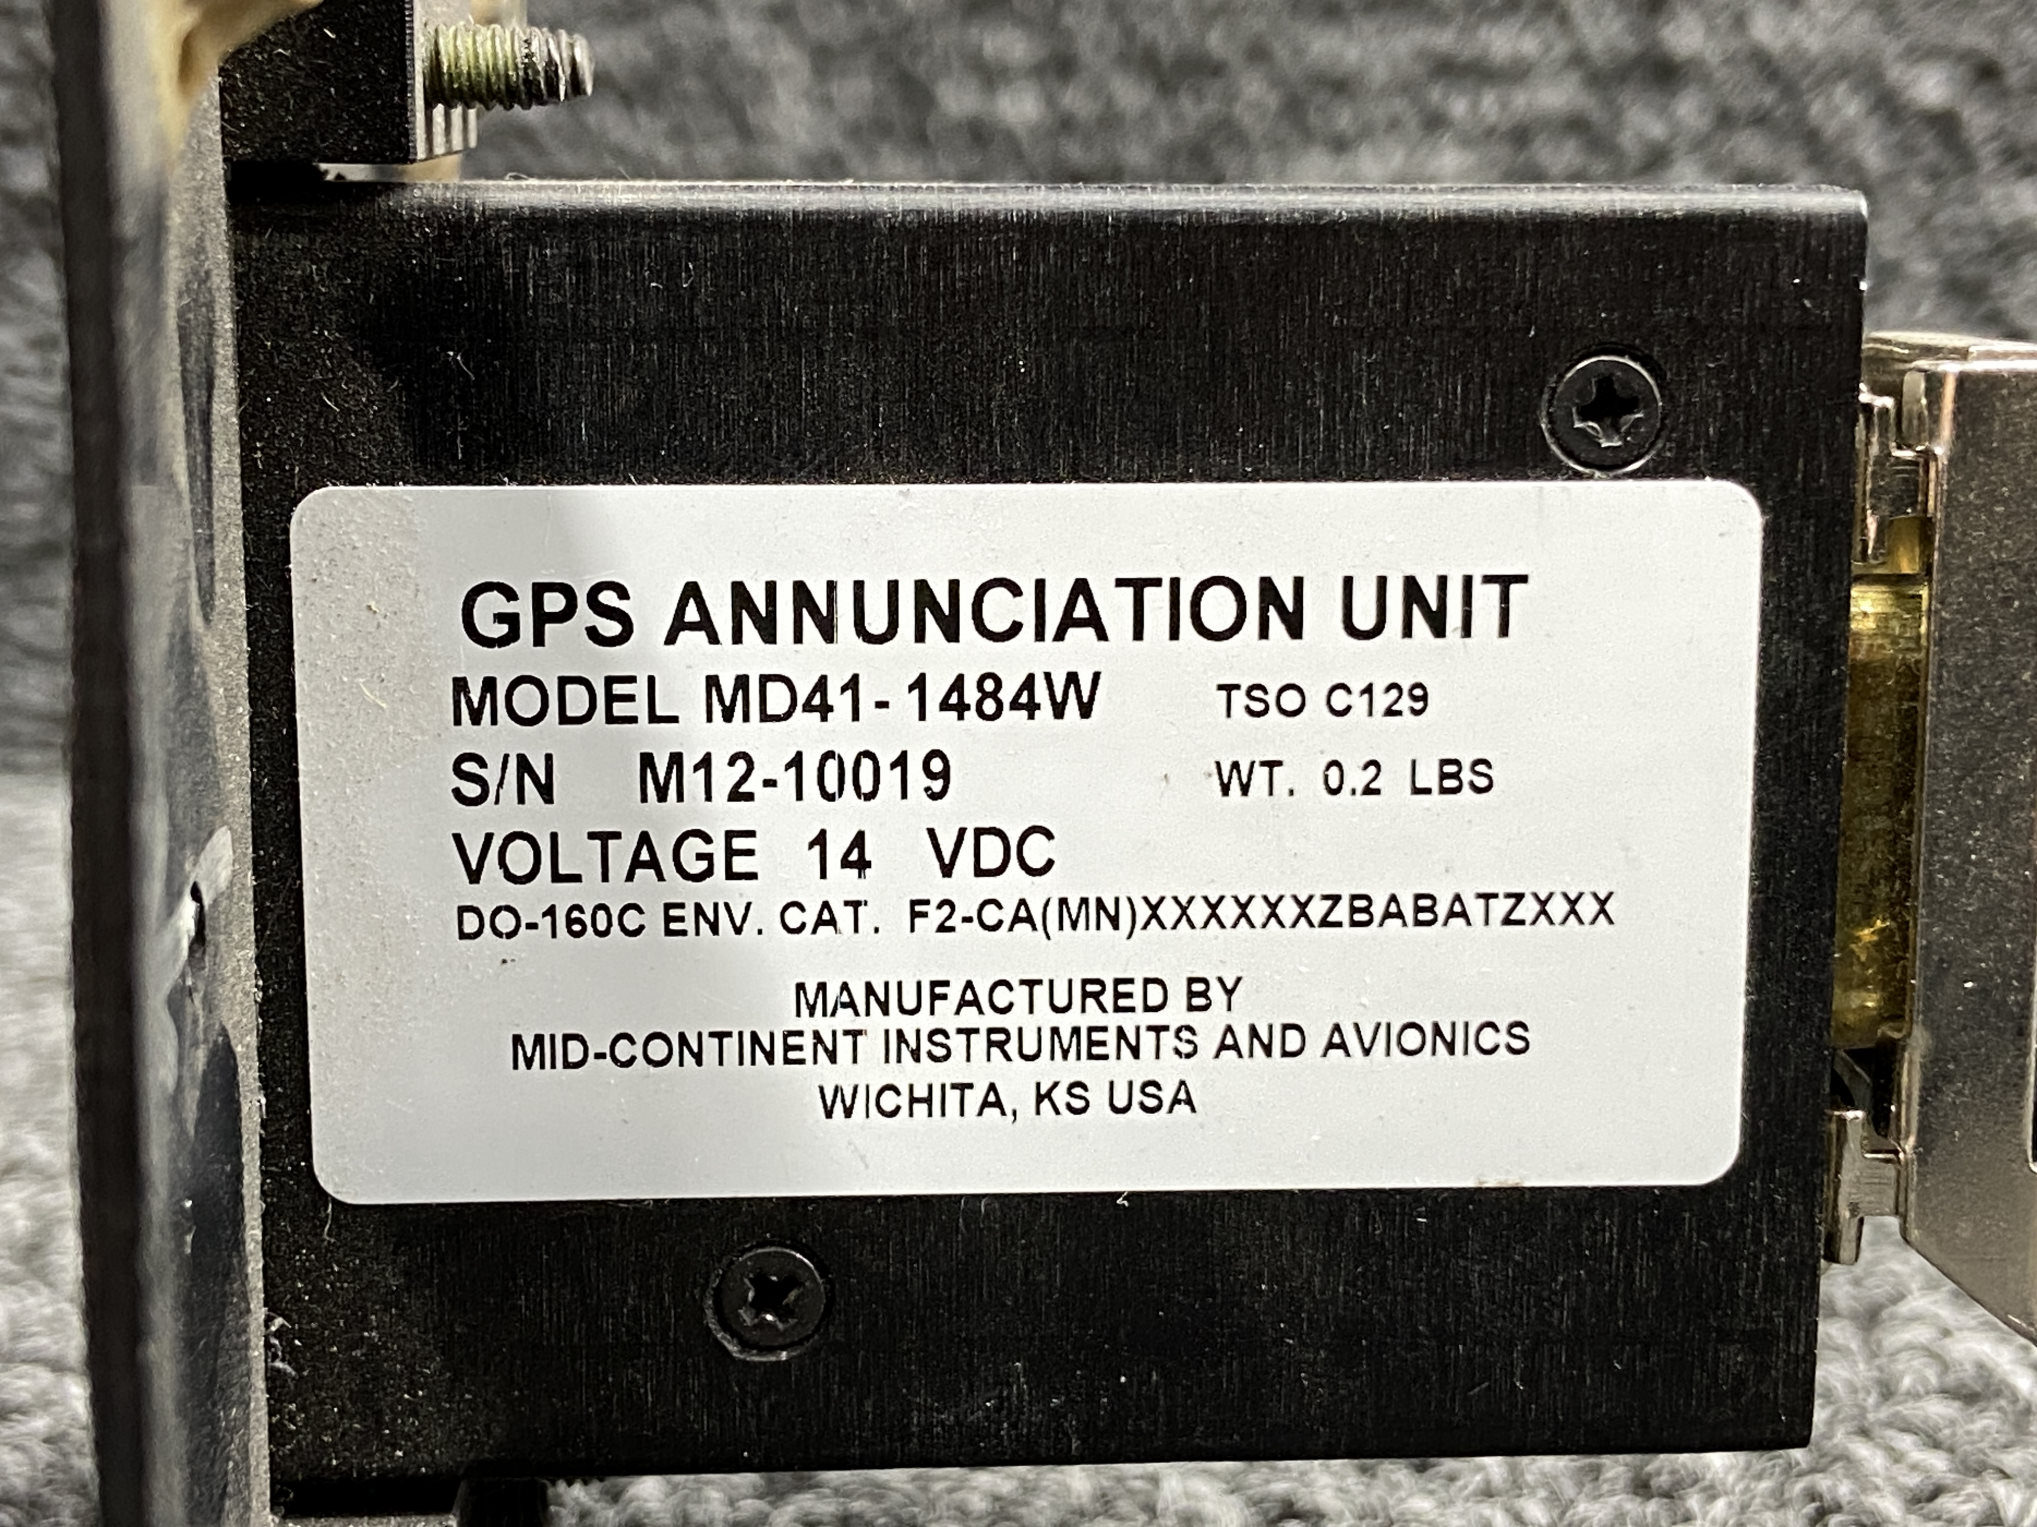 GPS ANNUNCIATION UNIT
MODEL MD41-1484W TSO C129
S/N M12-10019 WT. 0.2 LBS
VOLTAGE 14 VDC
DO-160C ENV. CAT. F2-CA(MN)XXXXXXZBABATZXXX
MANUFACTURED BY
MID-CONTINENT INSTRUMENTS AND AVIONICS
WICHITA, KS USA